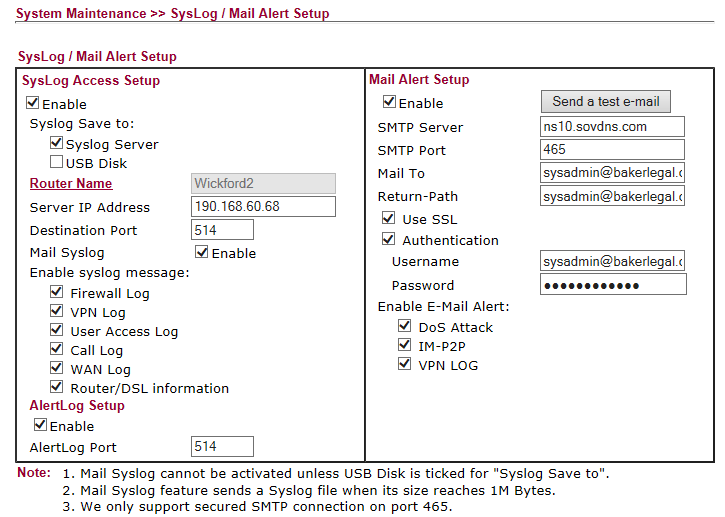 System Maintenance >> SysLog / Mail Alert Setup
SysLog / Mail Alert Setup
SysLog Access Setup
Enable
Syslog Save to:
Syslog Server
USB Disk
Router Name Wickford2
Server IP Address 190.168.60.68
Destination Port 514
Mail Syslog Enable
Enable syslog message:
Firewall Log
VPN Log
User Access Log
Call Log
WAN Log
Router/DSL information
AlertLog Setup
Enable
AlertLog Port 514
Mail Alert Setup
Enable Send a test e-mail
SMTP Server ns10.sovdns.com
SMTP Port 465
Mail To sysadmin@bakerlegal.c
Return-Path sysadmin@bakerlegal.c
Use SSL
Authentication
Username sysadmin@bakerlegal.c
Password ●●●●●●●●●●●●
Enable E-Mail Alert:
DoS Attack
IM-P2P
VPN LOG
Note: 1. Mail Syslog cannot be activated unless USB Disk is ticked for "Syslog Save to".
2. Mail Syslog feature sends a Syslog file when its size reaches 1M Bytes.
3. We only support secured SMTP connection on port 465.